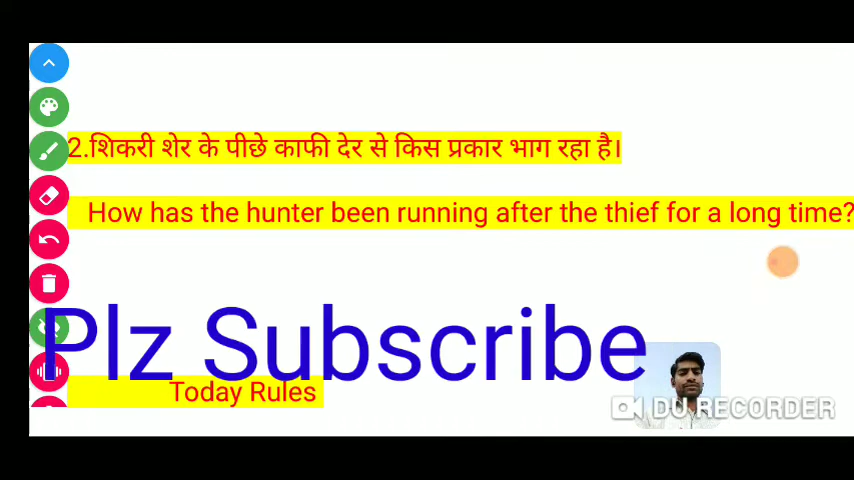 2.शिकरी शेर के पीछे काफी देर से किस प्रकार भाग रहा है।
How has the hunter been running after the thief for a long time?
Plz Subscribe
Today Rules
DU RECORDER